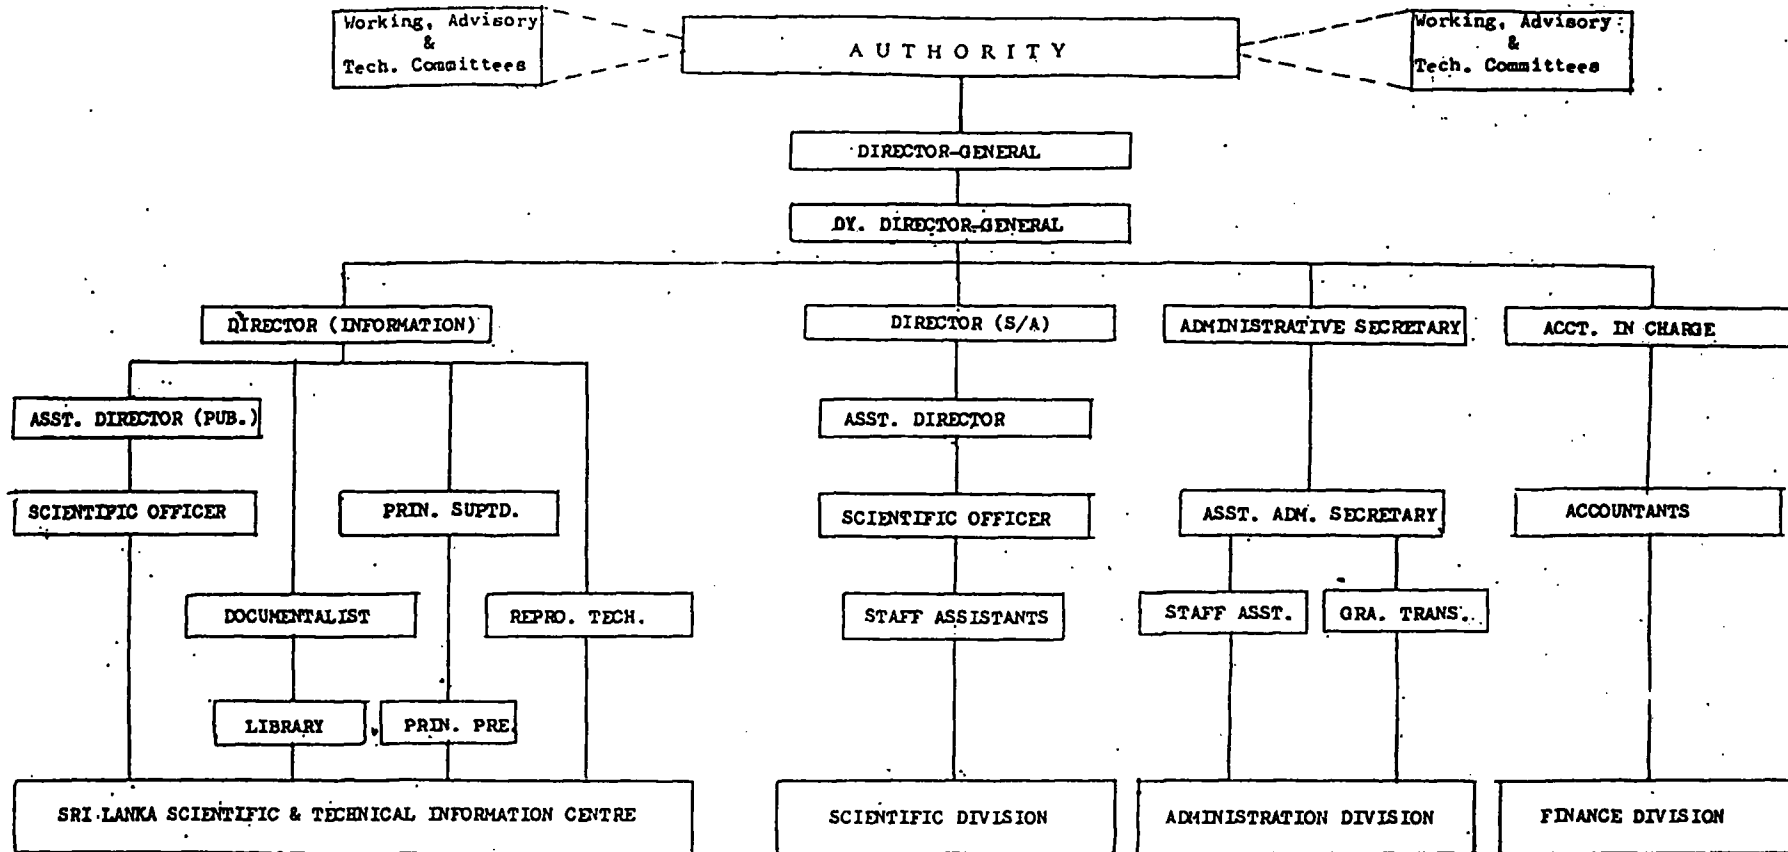 Working, Advisory
&
Tech. Committees
AUTHORITY
Working, Advisory
&
Tech. Committees
DIRECTOR-GENERAL
DY. DIRECTOR-GENERAL
DIRECTOR (INFORMATION)
DIRECTOR (S/A)
ADMINISTRATIVE SECRETARY
ACCT. IN CHARGE
ASST. DIRECTOR (PUB.)
ASST. DIRECTOR
SCIENTIFIC OFFICER
PRIN. SUPTD.
SCIENTIFIC OFFICER
ASST. ADM. SECRETARY
ACCOUNTANTS
DOCUMENTALIST
REPRO. TECH.
STAFF ASSISTANTS
STAFF ASST.
GRA. TRANS.
LIBRARY
PRIN. PRE.
SRI LANKA SCIENTIFIC & TECHNICAL INFORMATION CENTRE
SCIENTIFIC DIVISION
ADMINISTRATION DIVISION
FINANCE DIVISION